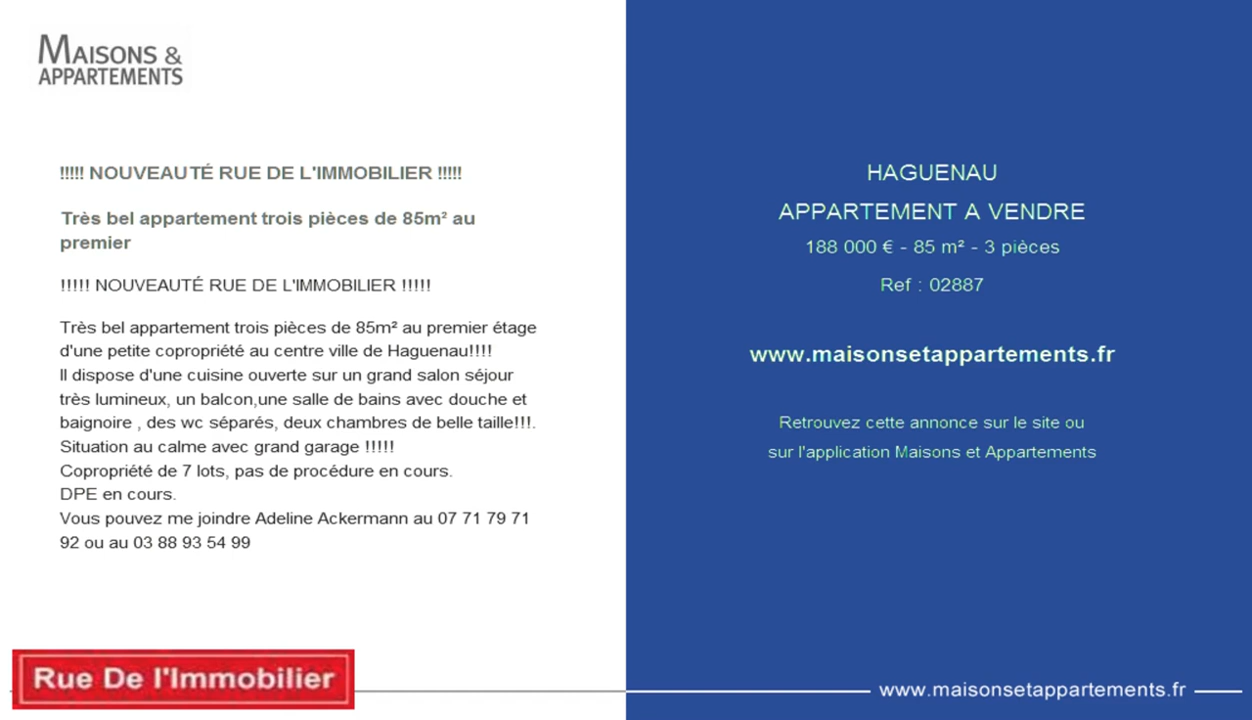 MAISONS &
APPARTEMENTS
!!!!! NOUVEAUTÉ RUE DE L'IMMOBILIER !!!!!
Très bel appartement trois pièces de 85m² au
premier
!!!!! NOUVEAUTÉ RUE DE L'IMMOBILIER !!!!!
Très bel appartement trois pièces de 85m² au premier étage
d'une petite copropriété au centre ville de Haguenau!!!!
Il dispose d'une cuisine ouverte sur un grand salon séjour
très lumineux, un balcon,une salle de bains avec douche et
baignoire , des wc séparés, deux chambres de belle taille!!!.
Situation au calme avec grand garage !!!!!
Copropriété de 7 lots, pas de procédure en cours.
DPE en cours.
Vous pouvez me joindre Adeline Ackermann au 07 71 79 71
92 ou au 03 88 93 54 99
Rue De l'Immobilier
HAGUENAU
APPARTEMENT A VENDRE
188 000 € - 85 m² - 3 pièces
Ref : 02887
www.maisonsetappartements.fr
Retrouvez cette annonce sur le site ou
sur l'application Maisons et Appartements
www.maisonsetappartements.fr